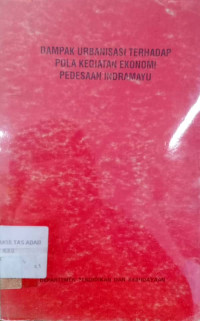 DAMPAK URBANISASI TERHADAP
POLA KEGIATAN EKONOMI
PEDESAAN INDRAMAYU
DEPARTEMEN PENDIDIKAN DAN KEBUDAYAAN